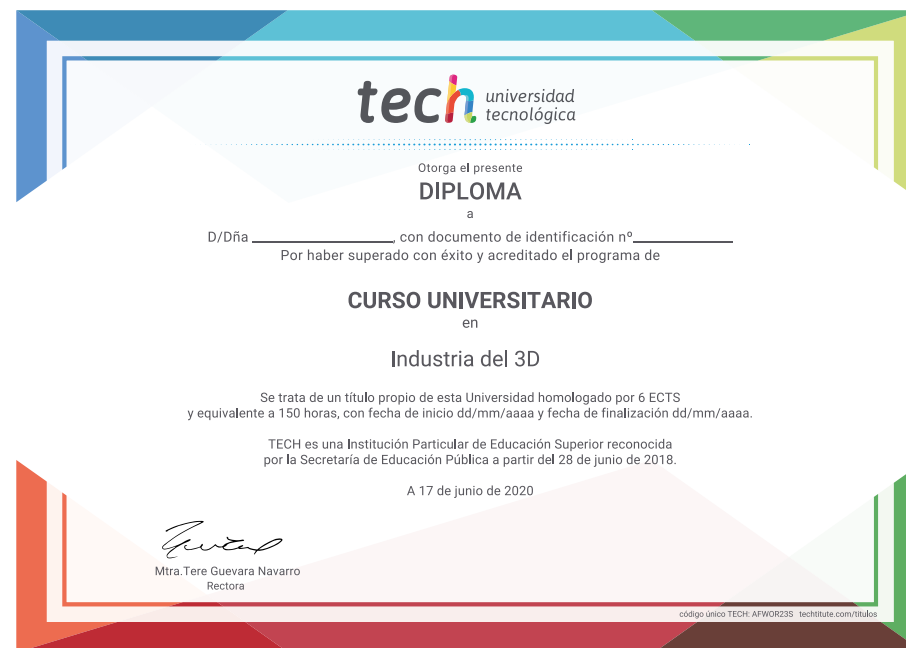 tech universidad
tecnológica
Otorga el presente
DIPLOMA
a
D/Dña ____________________, con documento de identificación nº______________
Por haber superado con éxito y acreditado el programa de
CURSO UNIVERSITARIO
en
Industria del 3D
Se trata de un título propio de esta Universidad homologado por 6 ECTS
y equivalente a 150 horas, con fecha de inicio dd/mm/aaaa y fecha de finalización dd/mm/aaaa.
TECH es una Institución Particular de Educación Superior reconocida
por la Secretaría de Educación Pública a partir del 28 de junio de 2018.
A 17 de junio de 2020
Mtra.Tere Guevara Navarro
Rectora
código único TECH: AFWOR23S techtitute.com/titulos